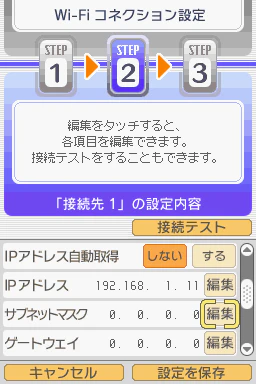 Wi-Fi コネクション設定
STEP 1 STEP 2 STEP 3
編集をタッチすると、
各項目を編集できます。
接続テストをすることもできます。
「接続先 1」の設定内容
接続テスト
IPアドレス自動取得 しない する
IPアドレス 192.168. 1. 11 編集
サブネットマスク 0. 0. 0. 0 編集
ゲートウェイ 0. 0. 0. 0 編集
キャンセル 設定を保存